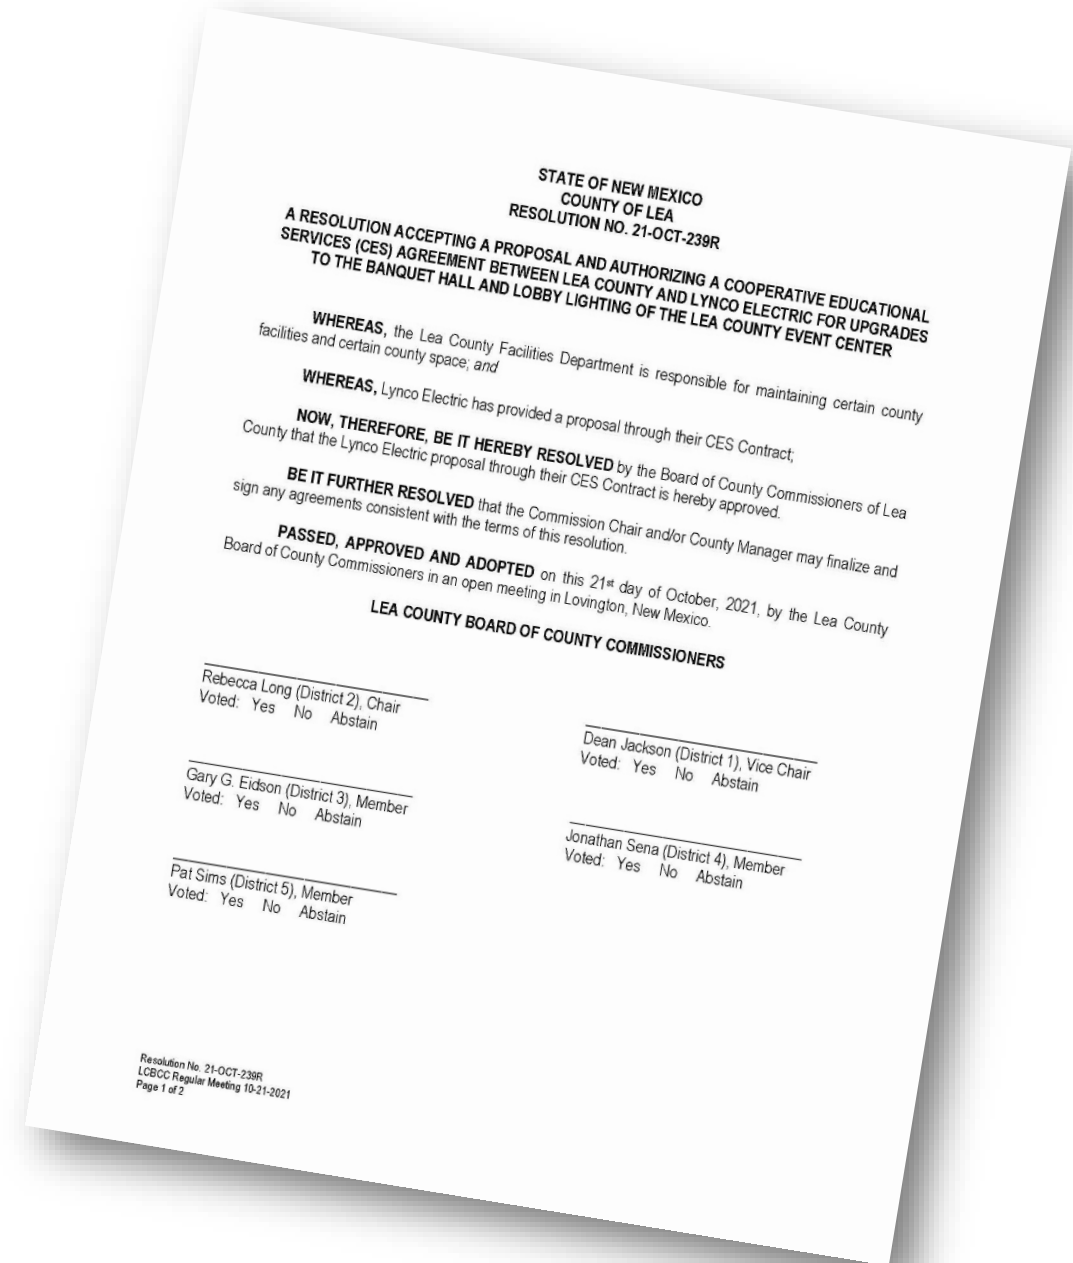 STATE OF NEW MEXICO
COUNTY OF LEA
RESOLUTION NO. 21-OCT-239R
A RESOLUTION ACCEPTING A PROPOSAL AND AUTHORIZING A COOPERATIVE EDUCATIONAL
SERVICES (CES) AGREEMENT BETWEEN LEA COUNTY AND LYNCO ELECTRIC FOR UPGRADES
TO THE BANQUET HALL AND LOBBY LIGHTING OF THE LEA COUNTY EVENT CENTER
WHEREAS, the Lea County Facilities Department is responsible for maintaining certain county
facilities and certain county space; and
WHEREAS, Lynco Electric has provided a proposal through their CES Contract;
NOW, THEREFORE, BE IT HEREBY RESOLVED by the Board of County Commissioners of Lea
County that the Lynco Electric proposal through their CES Contract is hereby approved.
BE IT FURTHER RESOLVED that the Commission Chair and/or County Manager may finalize and
sign any agreements consistent with the terms of this resolution.
PASSED, APPROVED AND ADOPTED on this 21st day of October, 2021, by the Lea County
Board of County Commissioners in an open meeting in Lovington, New Mexico.
LEA COUNTY BOARD OF COUNTY COMMISSIONERS
Rebecca Long (District 2), Chair
Voted: Yes No Abstain
Dean Jackson (District 1), Vice Chair
Voted: Yes No Abstain
Gary G. Eidson (District 3), Member
Voted: Yes No Abstain
Jonathan Sena (District 4), Member
Voted: Yes No Abstain
Pat Sims (District 5), Member
Voted: Yes No Abstain
Resolution No. 21-OCT-239R
LCBCC Regular Meeting 10-21-2021
Page 1 of 2